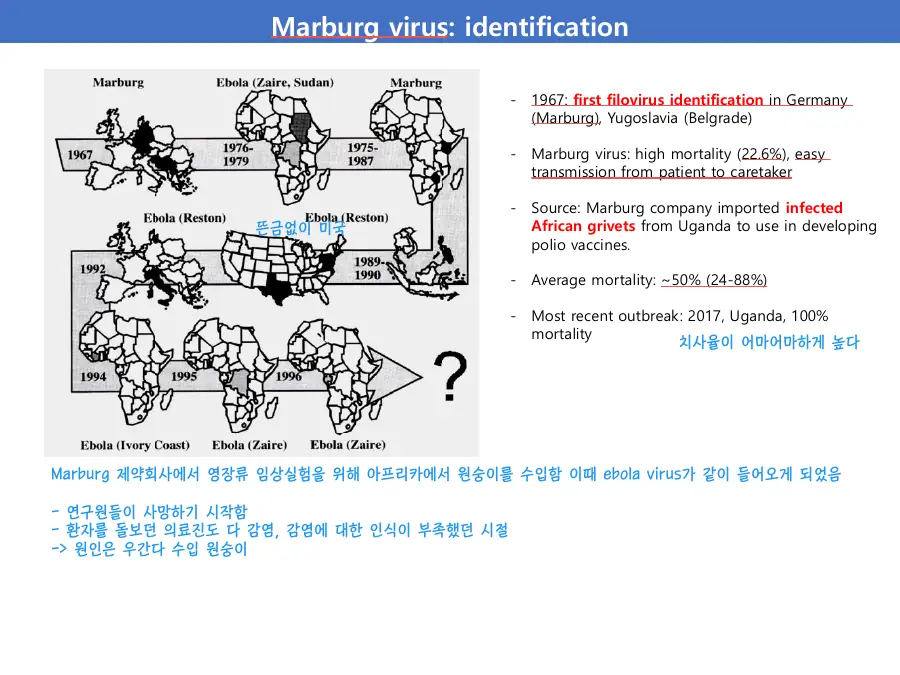 Marburg virus: identification
Marburg
Ebola (Zaire, Sudan)
Marburg
1967
1976-
1979
1975-
1987
Ebola (Reston)
Ebola (Reston)
뜬금없이 미국
1992
1989-
1990
1994
1995
1996
?
Ebola (Ivory Coast)
Ebola (Zaire)
Ebola (Zaire)
- 1967: first filovirus identification in Germany
(Marburg), Yugoslavia (Belgrade)
- Marburg virus: high mortality (22.6%), easy
transmission from patient to caretaker
- Source: Marburg company imported infected
African grivets from Uganda to use in developing
polio vaccines.
- Average mortality: ~50% (24-88%)
- Most recent outbreak: 2017, Uganda, 100%
mortality
치사율이 어마어마하게 높다
Marburg 제약회사에서 영장류 임상실험을 위해 아프리카에서 원숭이를 수입함 이때 ebola virus가 같이 들어오게 되었음
- 연구원들이 사망하기 시작함
- 환자를 돌보던 의료진도 다 감염, 감염에 대한 인식이 부족했던 시절
-> 원인은 우간다 수입 원숭이